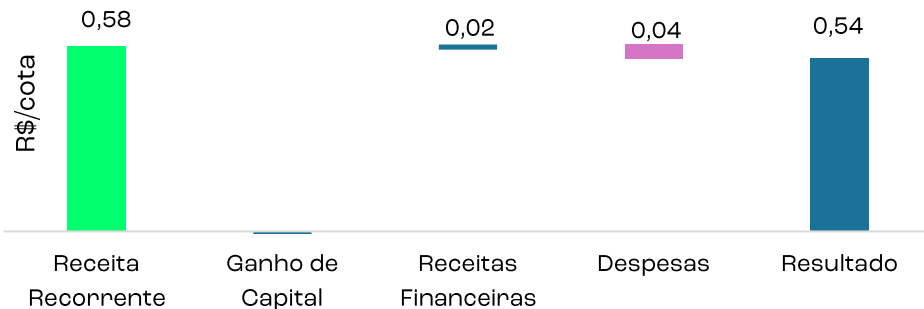 0,58
0,02
0,04
0,54
R$/cota
Receita
Recorrente
Ganho de
Capital
Receitas
Financeiras
Despesas
Resultado